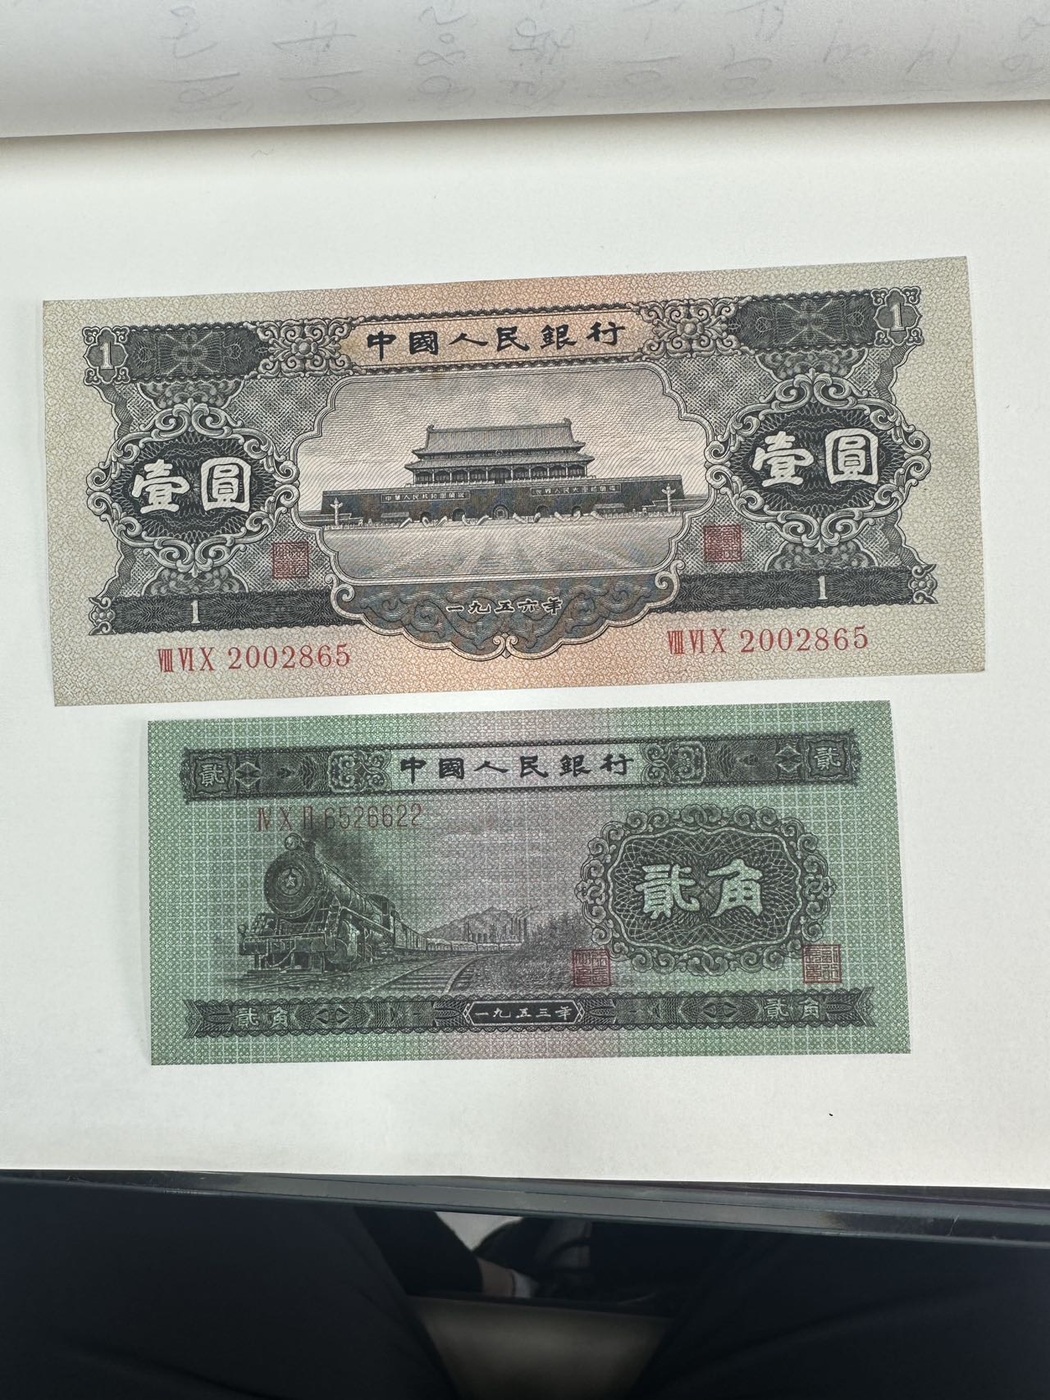 1
1
中國人民銀行
壹圓
壹圓
一九五六年
1
1
Ⅷ Ⅵ Ⅹ 2002865
Ⅷ Ⅵ Ⅹ 2002865
貳
中國人民銀行
貳
Ⅳ Ⅹ Ⅱ 6526622
貳角
貳角
一九五三年
貳角